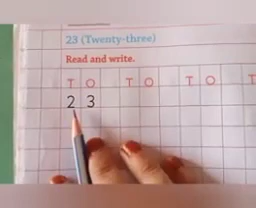 23 (Twenty-three)
Read and write.
T O T O T O T
2 3